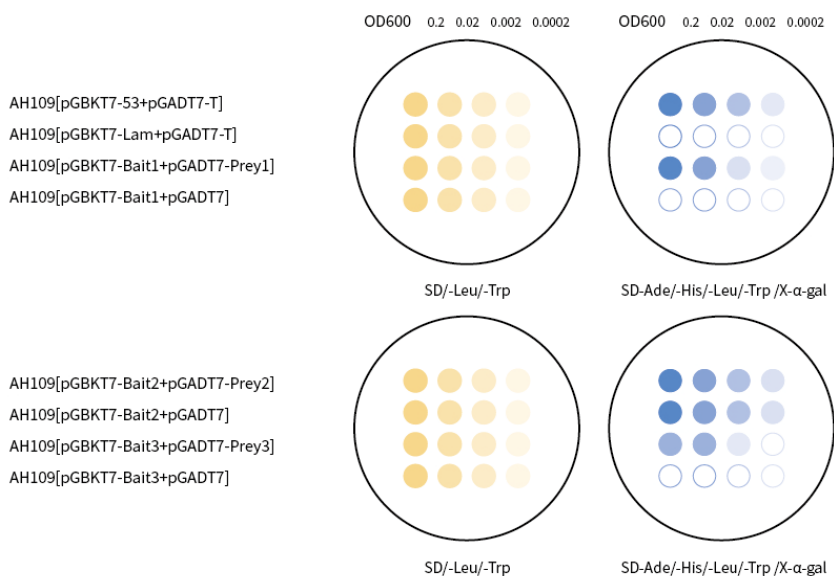 OD600 0.2 0.02 0.002 0.0002 OD600 0.2 0.02 0.002 0.0002
AH109[pGBKT7-53+pGADT7-T]
AH109[pGBKT7-Lam+pGADT7-T]
AH109[pGBKT7-Bait1+pGADT7-Prey1]
AH109[pGBKT7-Bait1+pGADT7]
SD/-Leu/-Trp SD-Ade/-His/-Leu/-Trp /X-α-gal
AH109[pGBKT7-Bait2+pGADT7-Prey2]
AH109[pGBKT7-Bait2+pGADT7]
AH109[pGBKT7-Bait3+pGADT7-Prey3]
AH109[pGBKT7-Bait3+pGADT7]
SD/-Leu/-Trp SD-Ade/-His/-Leu/-Trp /X-α-gal